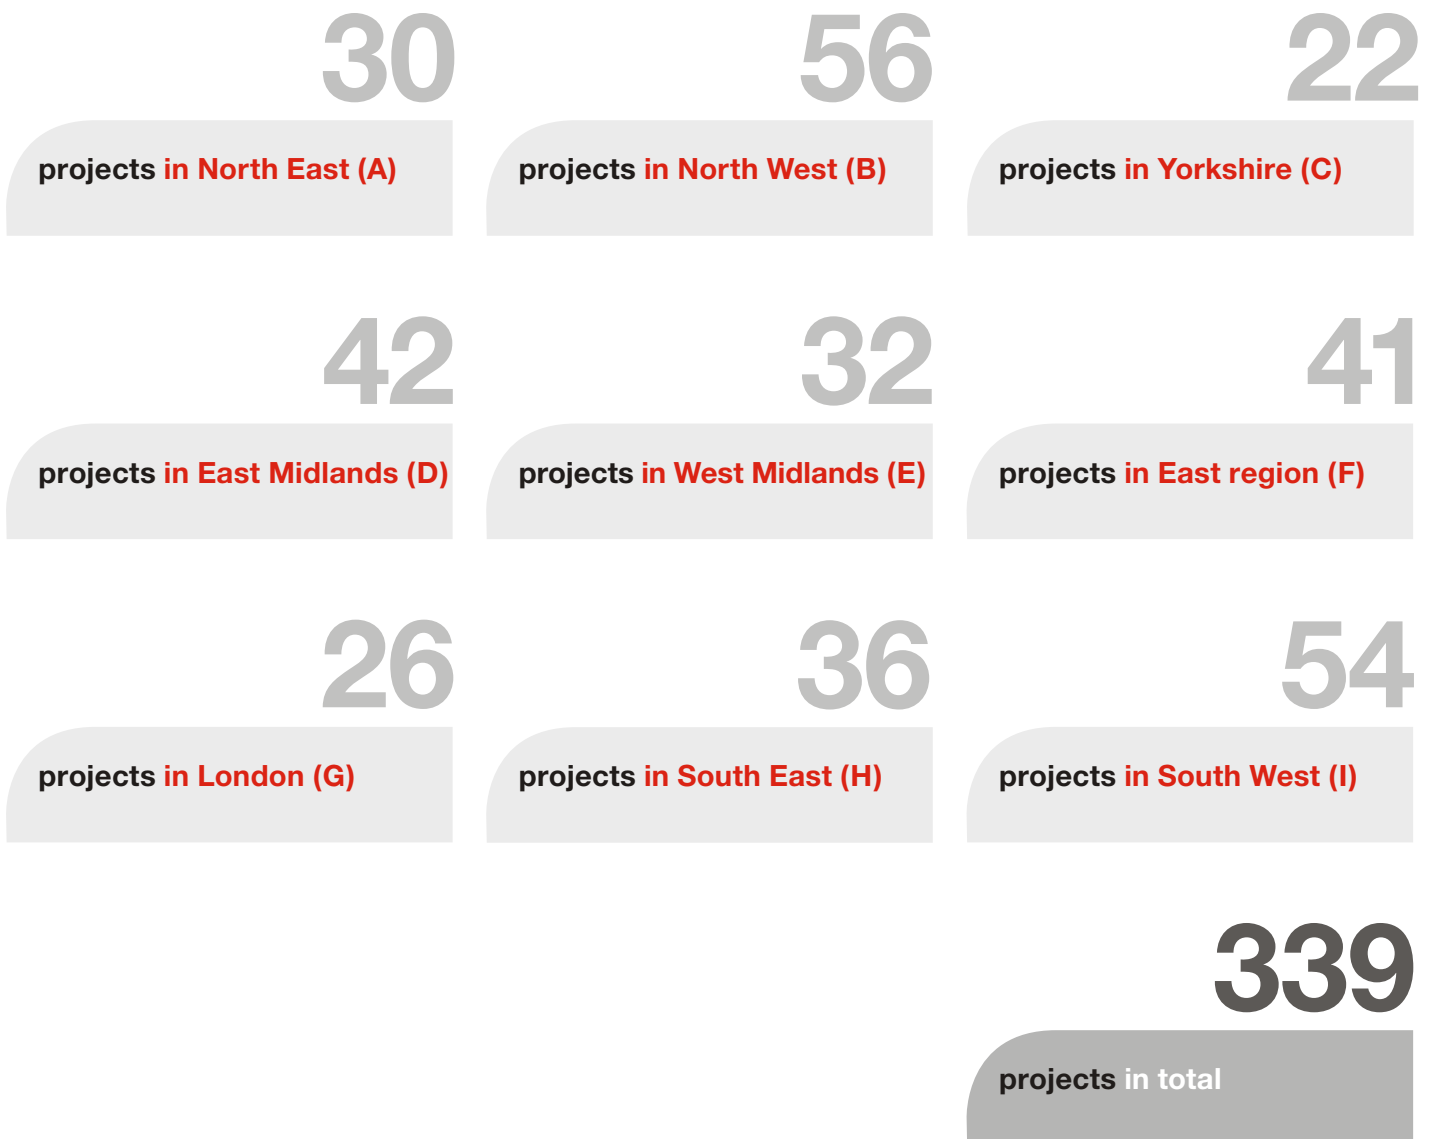 30
projects in North East (A)
56
projects in North West (B)
22
projects in Yorkshire (C)
42
projects in East Midlands (D)
32
projects in West Midlands (E)
41
projects in East region (F)
26
projects in London (G)
36
projects in South East (H)
54
projects in South West (I)
339
projects in total